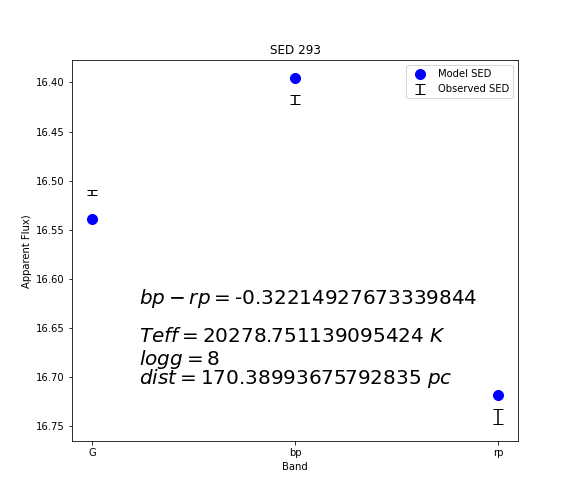 SED 293
Model SED
Observed SED
16.40
16.45
16.50
16.55
16.60
16.65
16.70
16.75
Apparent Flux)
bp − rp = -0.32214927673339844
Teff = 20278.751139095424 K
logg = 8
dist = 170.38993675792835 pc
G bp rp
Band